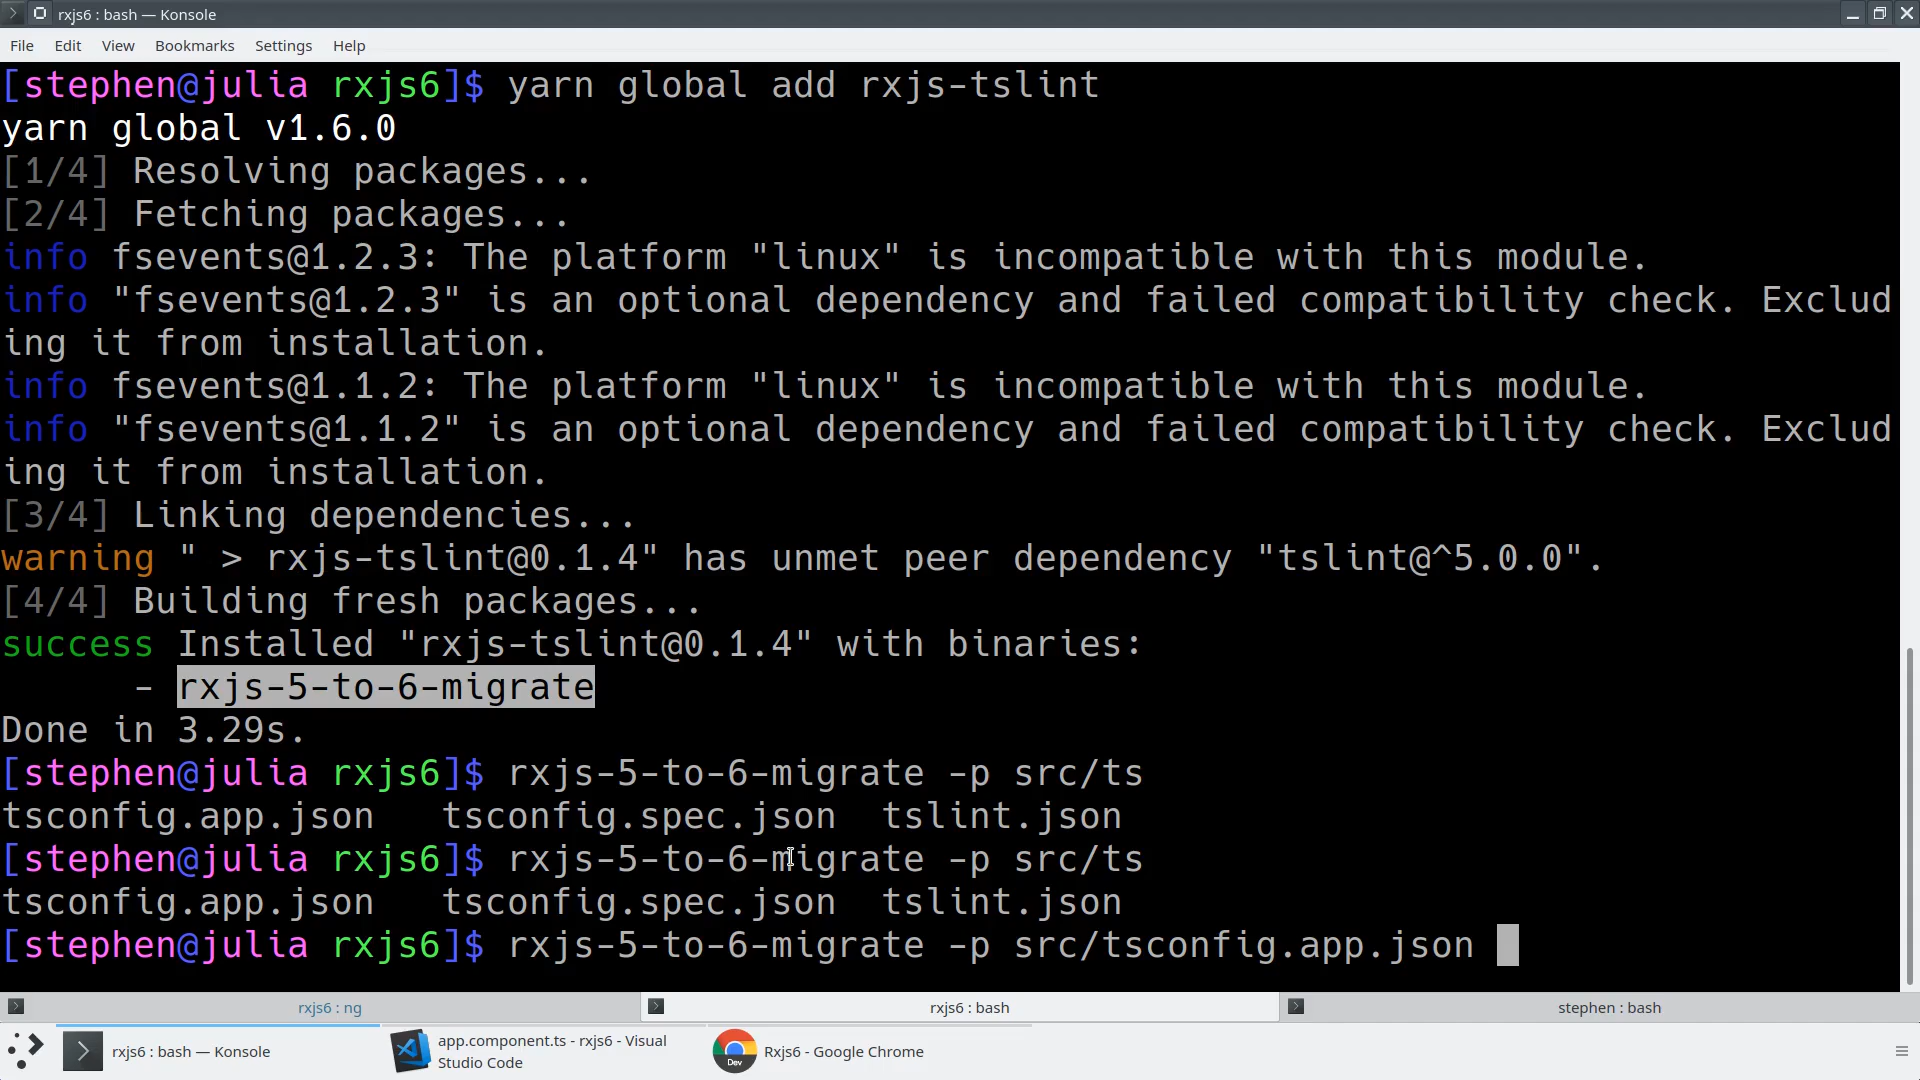 rxjs6 : bash — Konsole
File Edit View Bookmarks Settings Help
[stephen@julia rxjs6]$ yarn global add rxjs-tslint
yarn global v1.6.0
[1/4] Resolving packages...
[2/4] Fetching packages...
info fsevents@1.2.3: The platform "linux" is incompatible with this module.
info "fsevents@1.2.3" is an optional dependency and failed compatibility check. Exclud
ing it from installation.
info fsevents@1.1.2: The platform "linux" is incompatible with this module.
info "fsevents@1.1.2" is an optional dependency and failed compatibility check. Exclud
ing it from installation.
[3/4] Linking dependencies...
warning " > rxjs-tslint@0.1.4" has unmet peer dependency "tslint@^5.0.0".
[4/4] Building fresh packages...
success Installed "rxjs-tslint@0.1.4" with binaries:
- rxjs-5-to-6-migrate
Done in 3.29s.
[stephen@julia rxjs6]$ rxjs-5-to-6-migrate -p src/ts
tsconfig.app.json tsconfig.spec.json tslint.json
[stephen@julia rxjs6]$ rxjs-5-to-6-migrate -p src/ts
tsconfig.app.json tsconfig.spec.json tslint.json
[stephen@julia rxjs6]$ rxjs-5-to-6-migrate -p src/tsconfig.app.json
rxjs6 : ng rxjs6 : bash stephen : bash
rxjs6 : bash — Konsole
app.component.ts - rxjs6 - Visual
Studio Code
Dev
Rxjs6 - Google Chrome